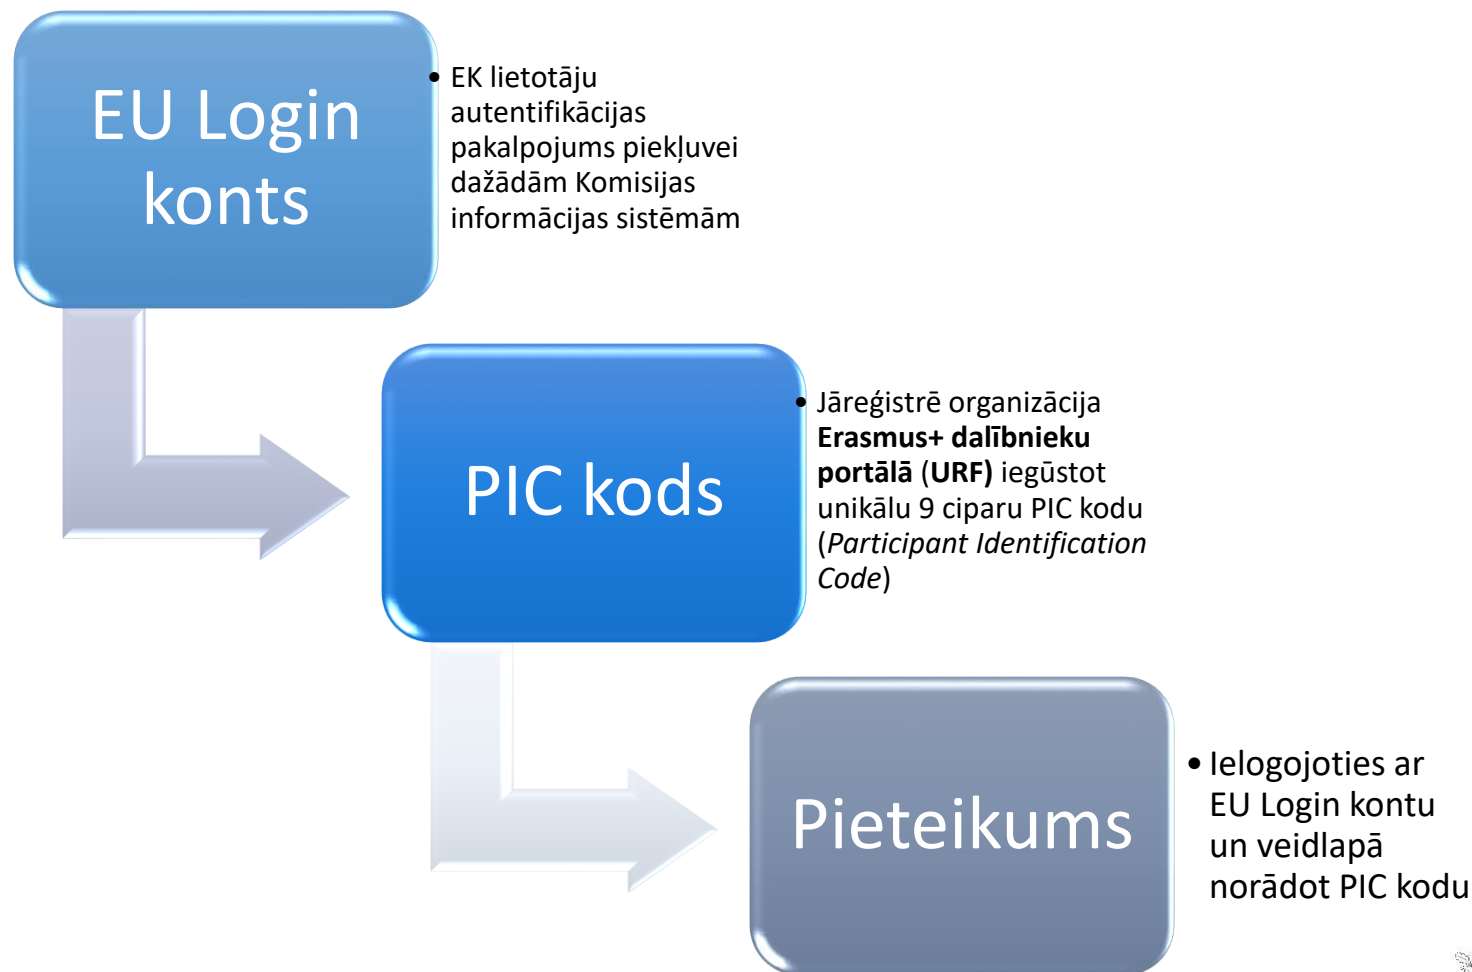 EU Login
konts
• EK lietotāju
autentifikācijas
pakalpojums piekļuvei
dažādām Komisijas
informācijas sistēmām
PIC kods
• Jāreģistrē organizācija
Erasmus+ dalībnieku
portālā (URF) iegūstot
unikālu 9 ciparu PIC kodu
(Participant Identification
Code)
Pieteikums
• Ielogojoties ar
EU Login kontu
un veidlapā
norādot PIC kodu